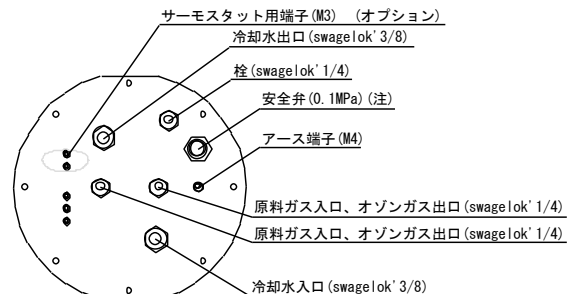 サーモスタット用端子(M3) (オプション)
冷却水出口(swagelok'3/8)
栓(swagelok'1/4)
安全弁(0.1MPa)(注)
アース端子(M4)
原料ガス入口、オゾンガス出口(swagelok'1/4)
原料ガス入口、オゾンガス出口(swagelok'1/4)
冷却水入口(swagelok'3/8)